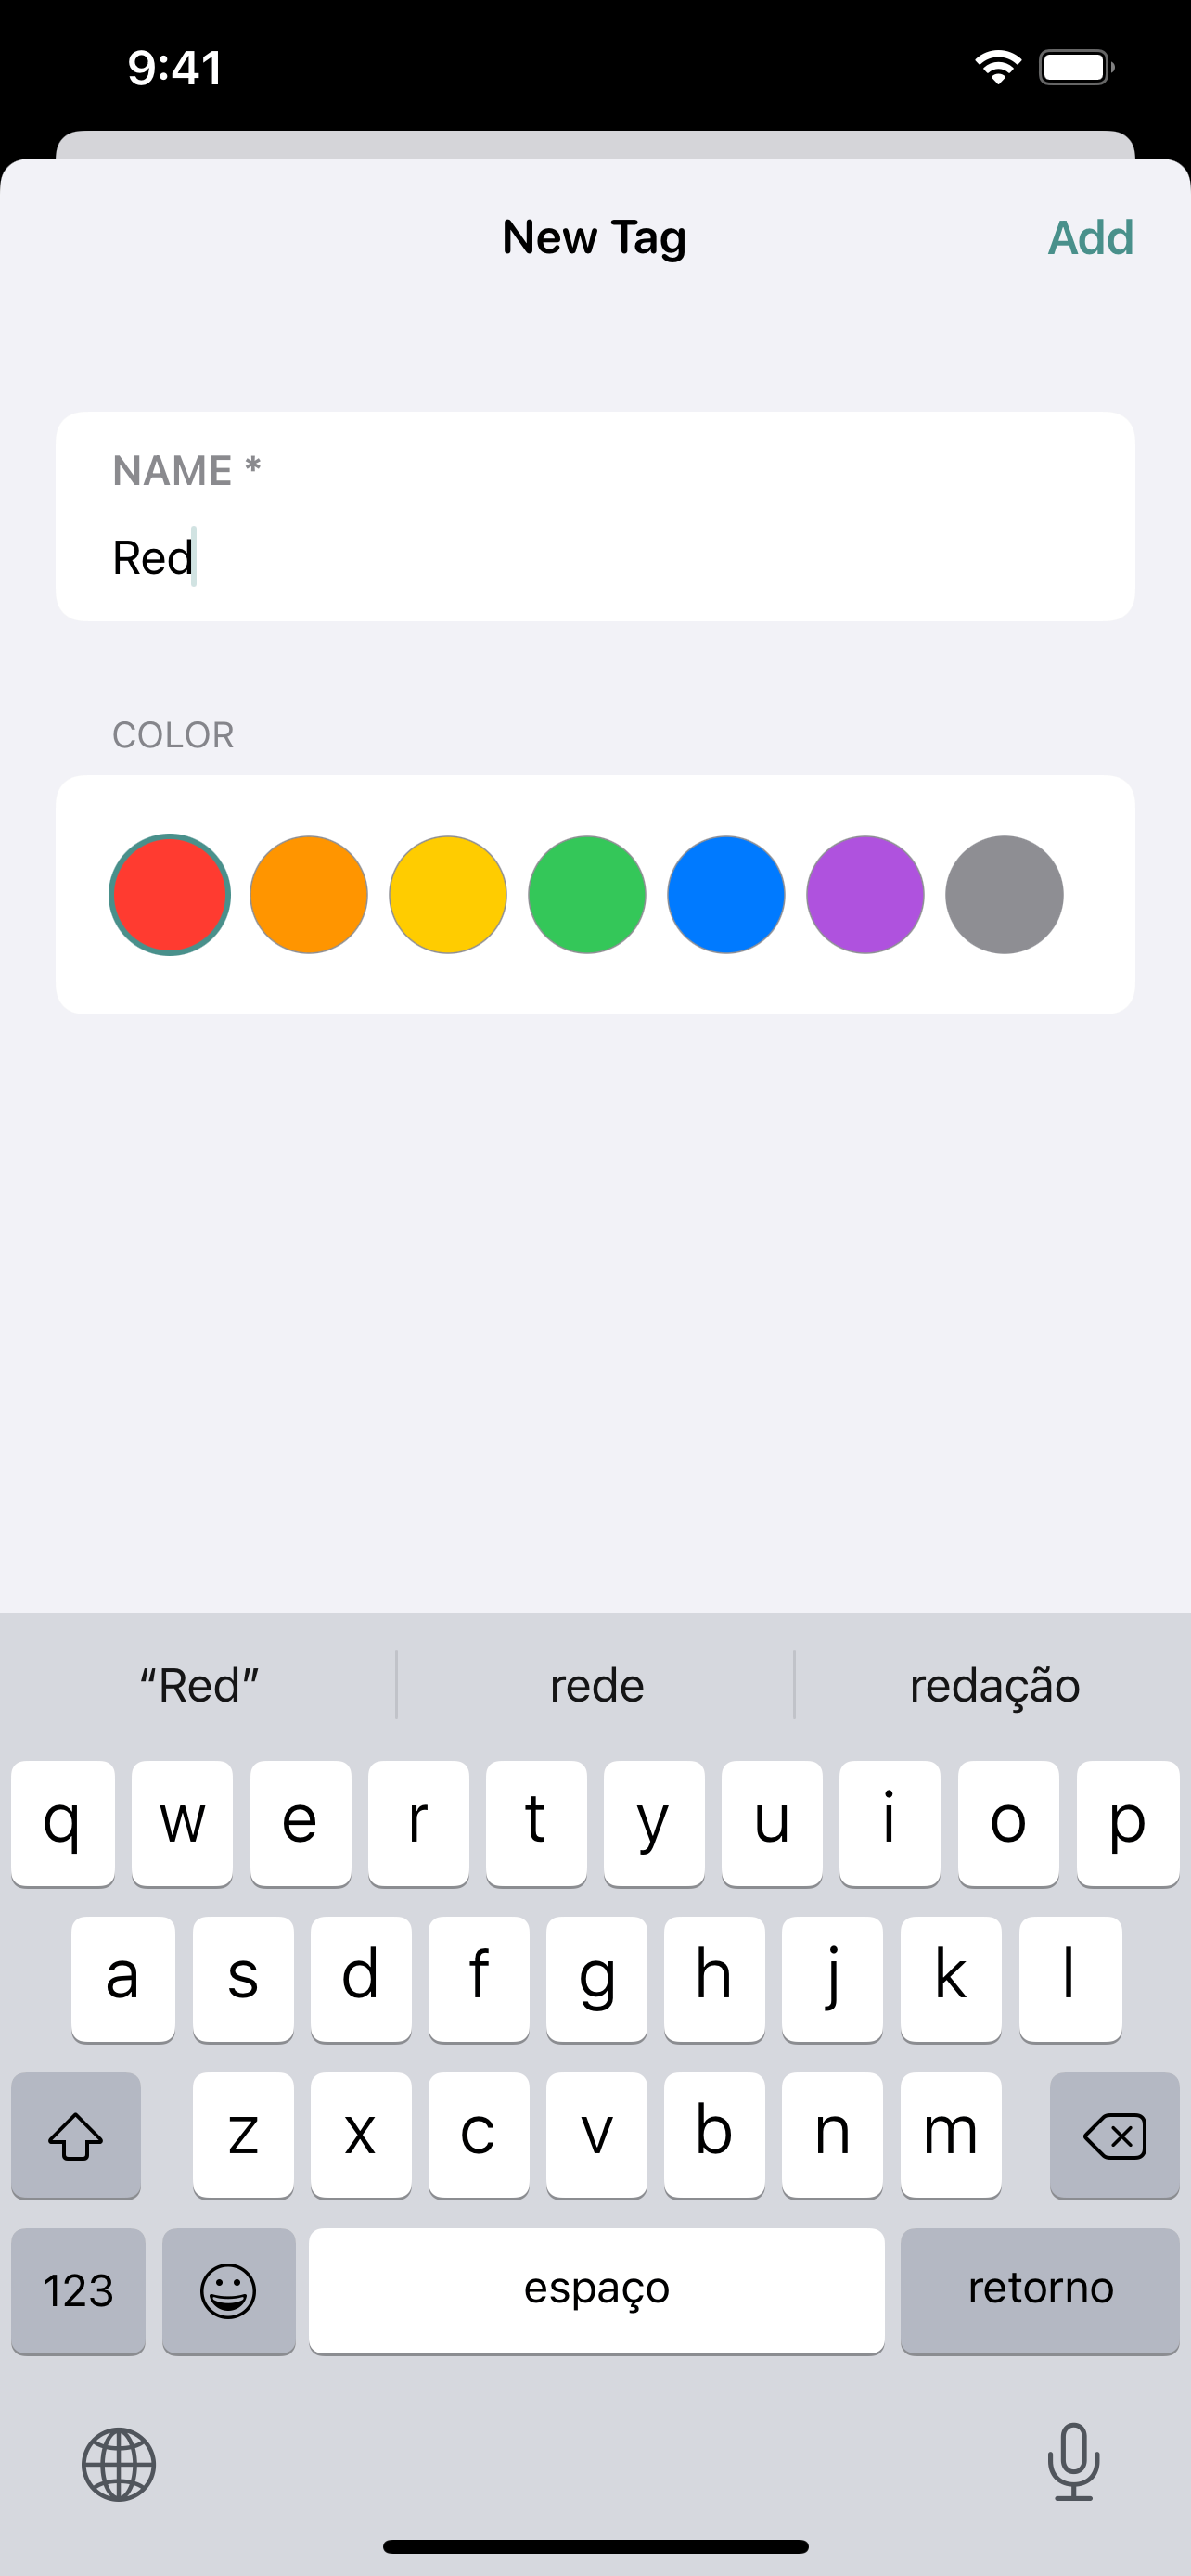 9:41
New Tag
Add
NAME *
Red
COLOR
“Red” rede redação
q w e r t y u i o p
a s d f g h j k l
z x c v b n m
123 espaço retorno